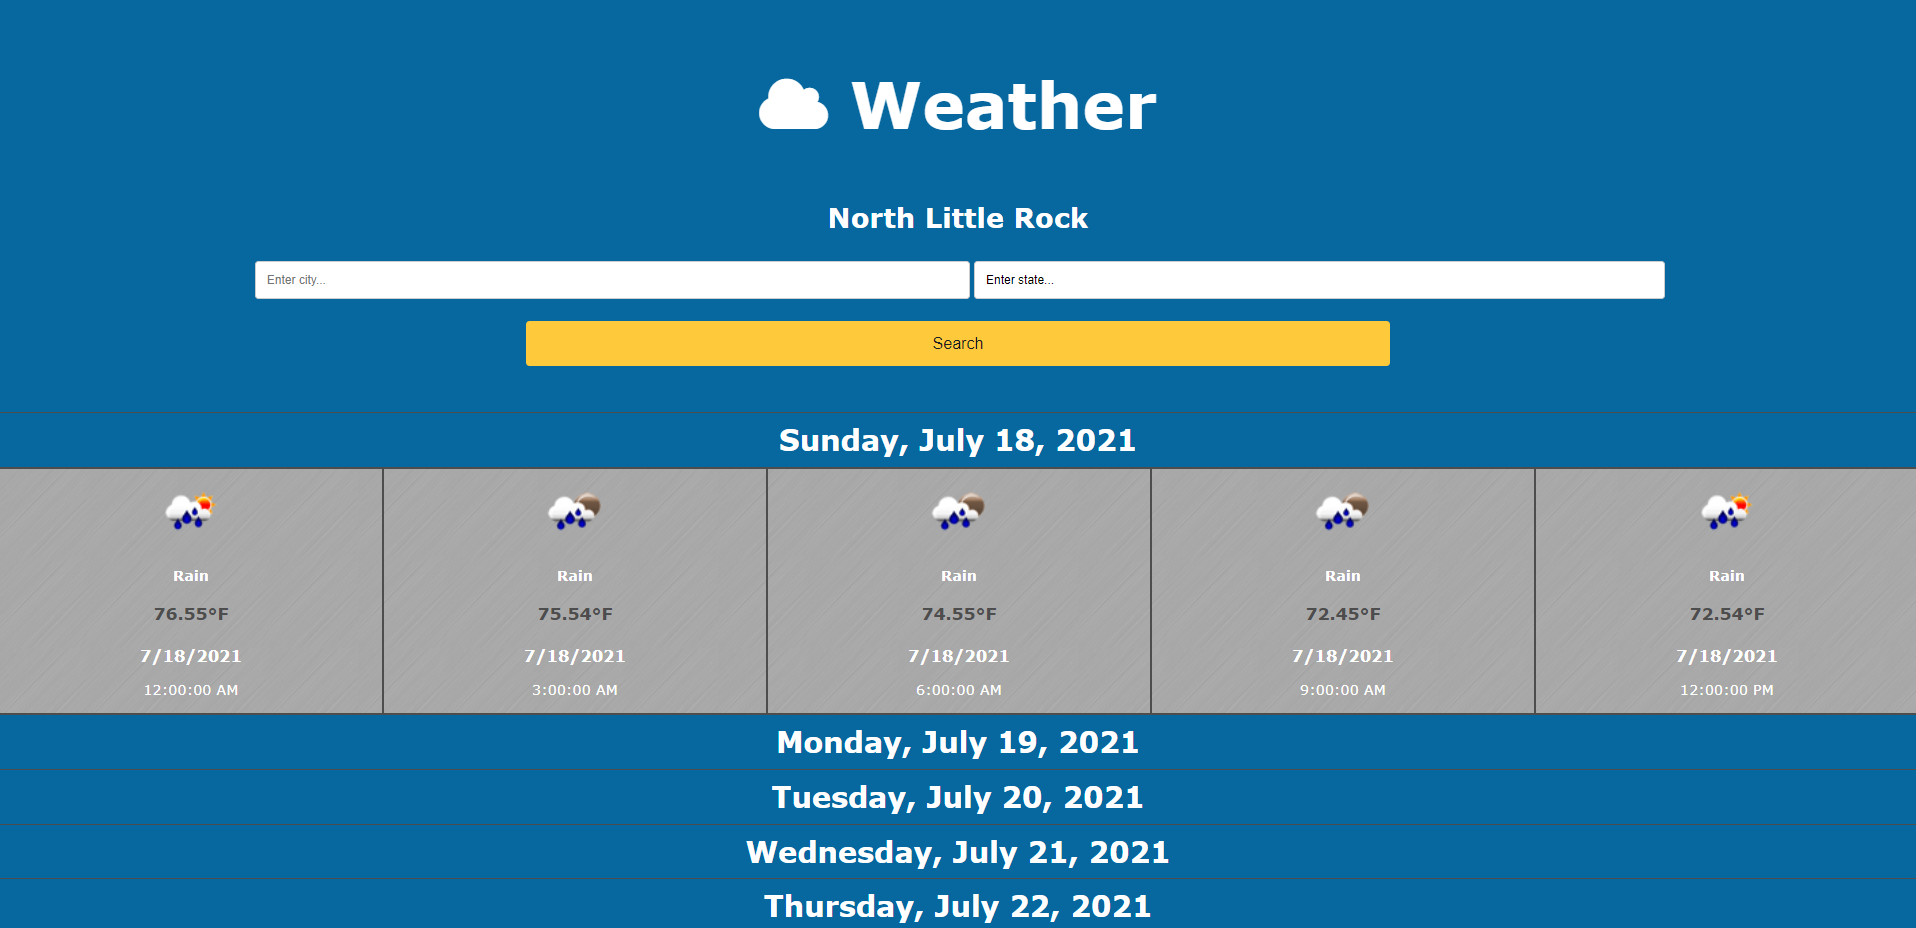 Weather
North Little Rock
Enter city... Enter state...
Search
Sunday, July 18, 2021
Rain Rain Rain Rain Rain
76.55°F 75.54°F 74.55°F 72.45°F 72.54°F
7/18/2021 7/18/2021 7/18/2021 7/18/2021 7/18/2021
12:00:00 AM 3:00:00 AM 6:00:00 AM 9:00:00 AM 12:00:00 PM
Monday, July 19, 2021
Tuesday, July 20, 2021
Wednesday, July 21, 2021
Thursday, July 22, 2021